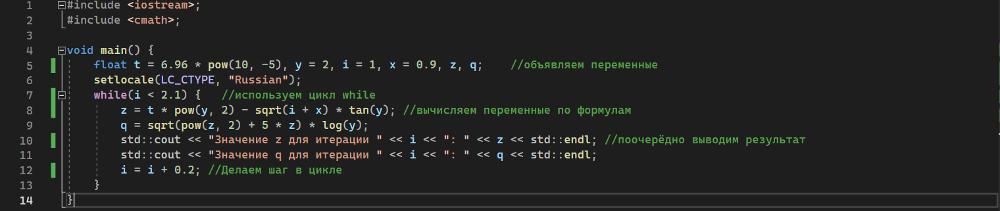 1 #include <iostream>;
2 #include <cmath>;
3
4 void main() {
5 float t = 6.96 * pow(10, -5), y = 2, i = 1, x = 0.9, z, q; //объявляем переменные
6 setlocale(LC_CTYPE, "Russian");
7 while(i < 2.1) { //используем цикл while
8 z = t * pow(y, 2) - sqrt(i + x) * tan(y); //вычисляем переменные по формулам
9 q = sqrt(pow(z, 2) + 5 * z) * log(y);
10 std::cout << "Значение z для итерации " << i << ": " << z << std::endl; //поочерёдно выводим результат
11 std::cout << "Значение q для итерации " << i << ": " << q << std::endl;
12 i = i + 0.2; //Делаем шаг в цикле
13 }
14 }